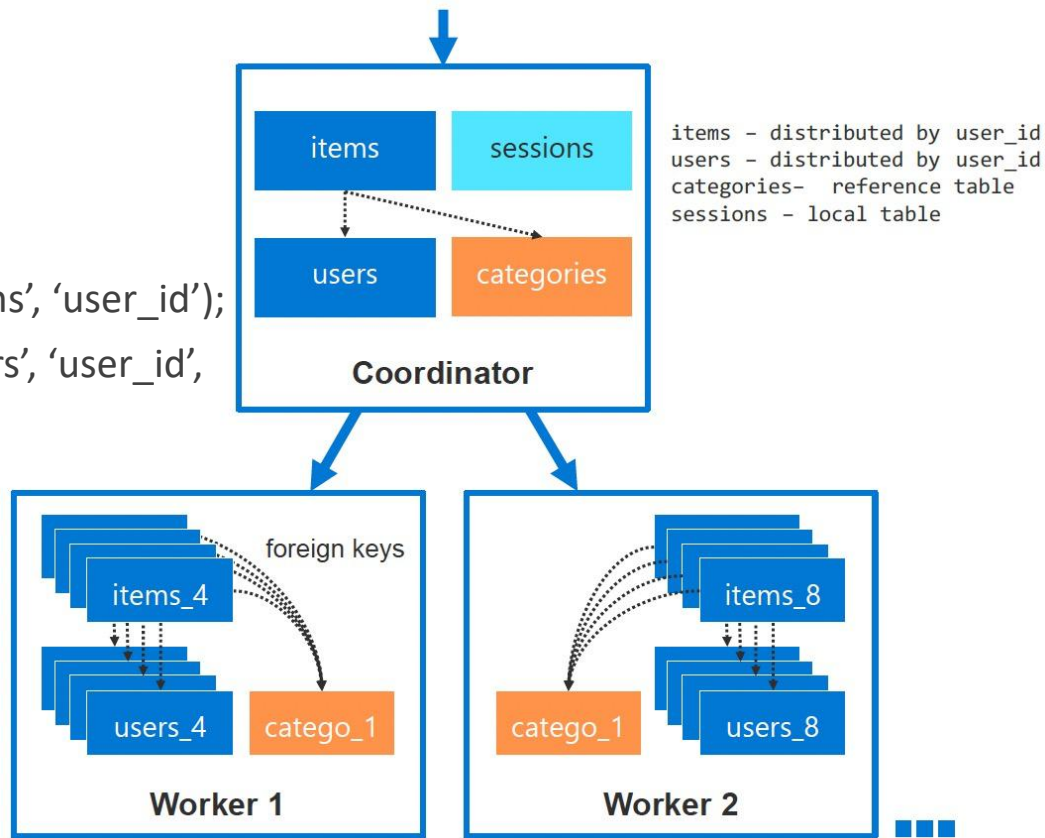 items
sessions
users
categories
Coordinator
items – distributed by user_id
users – distributed by user_id
categories– reference table
sessions – local table
ns’, ‘user_id’);
rs’, ‘user_id’,
foreign keys
items_4
users_4
catego_1
Worker 1
items_8
catego_1
users_8
Worker 2